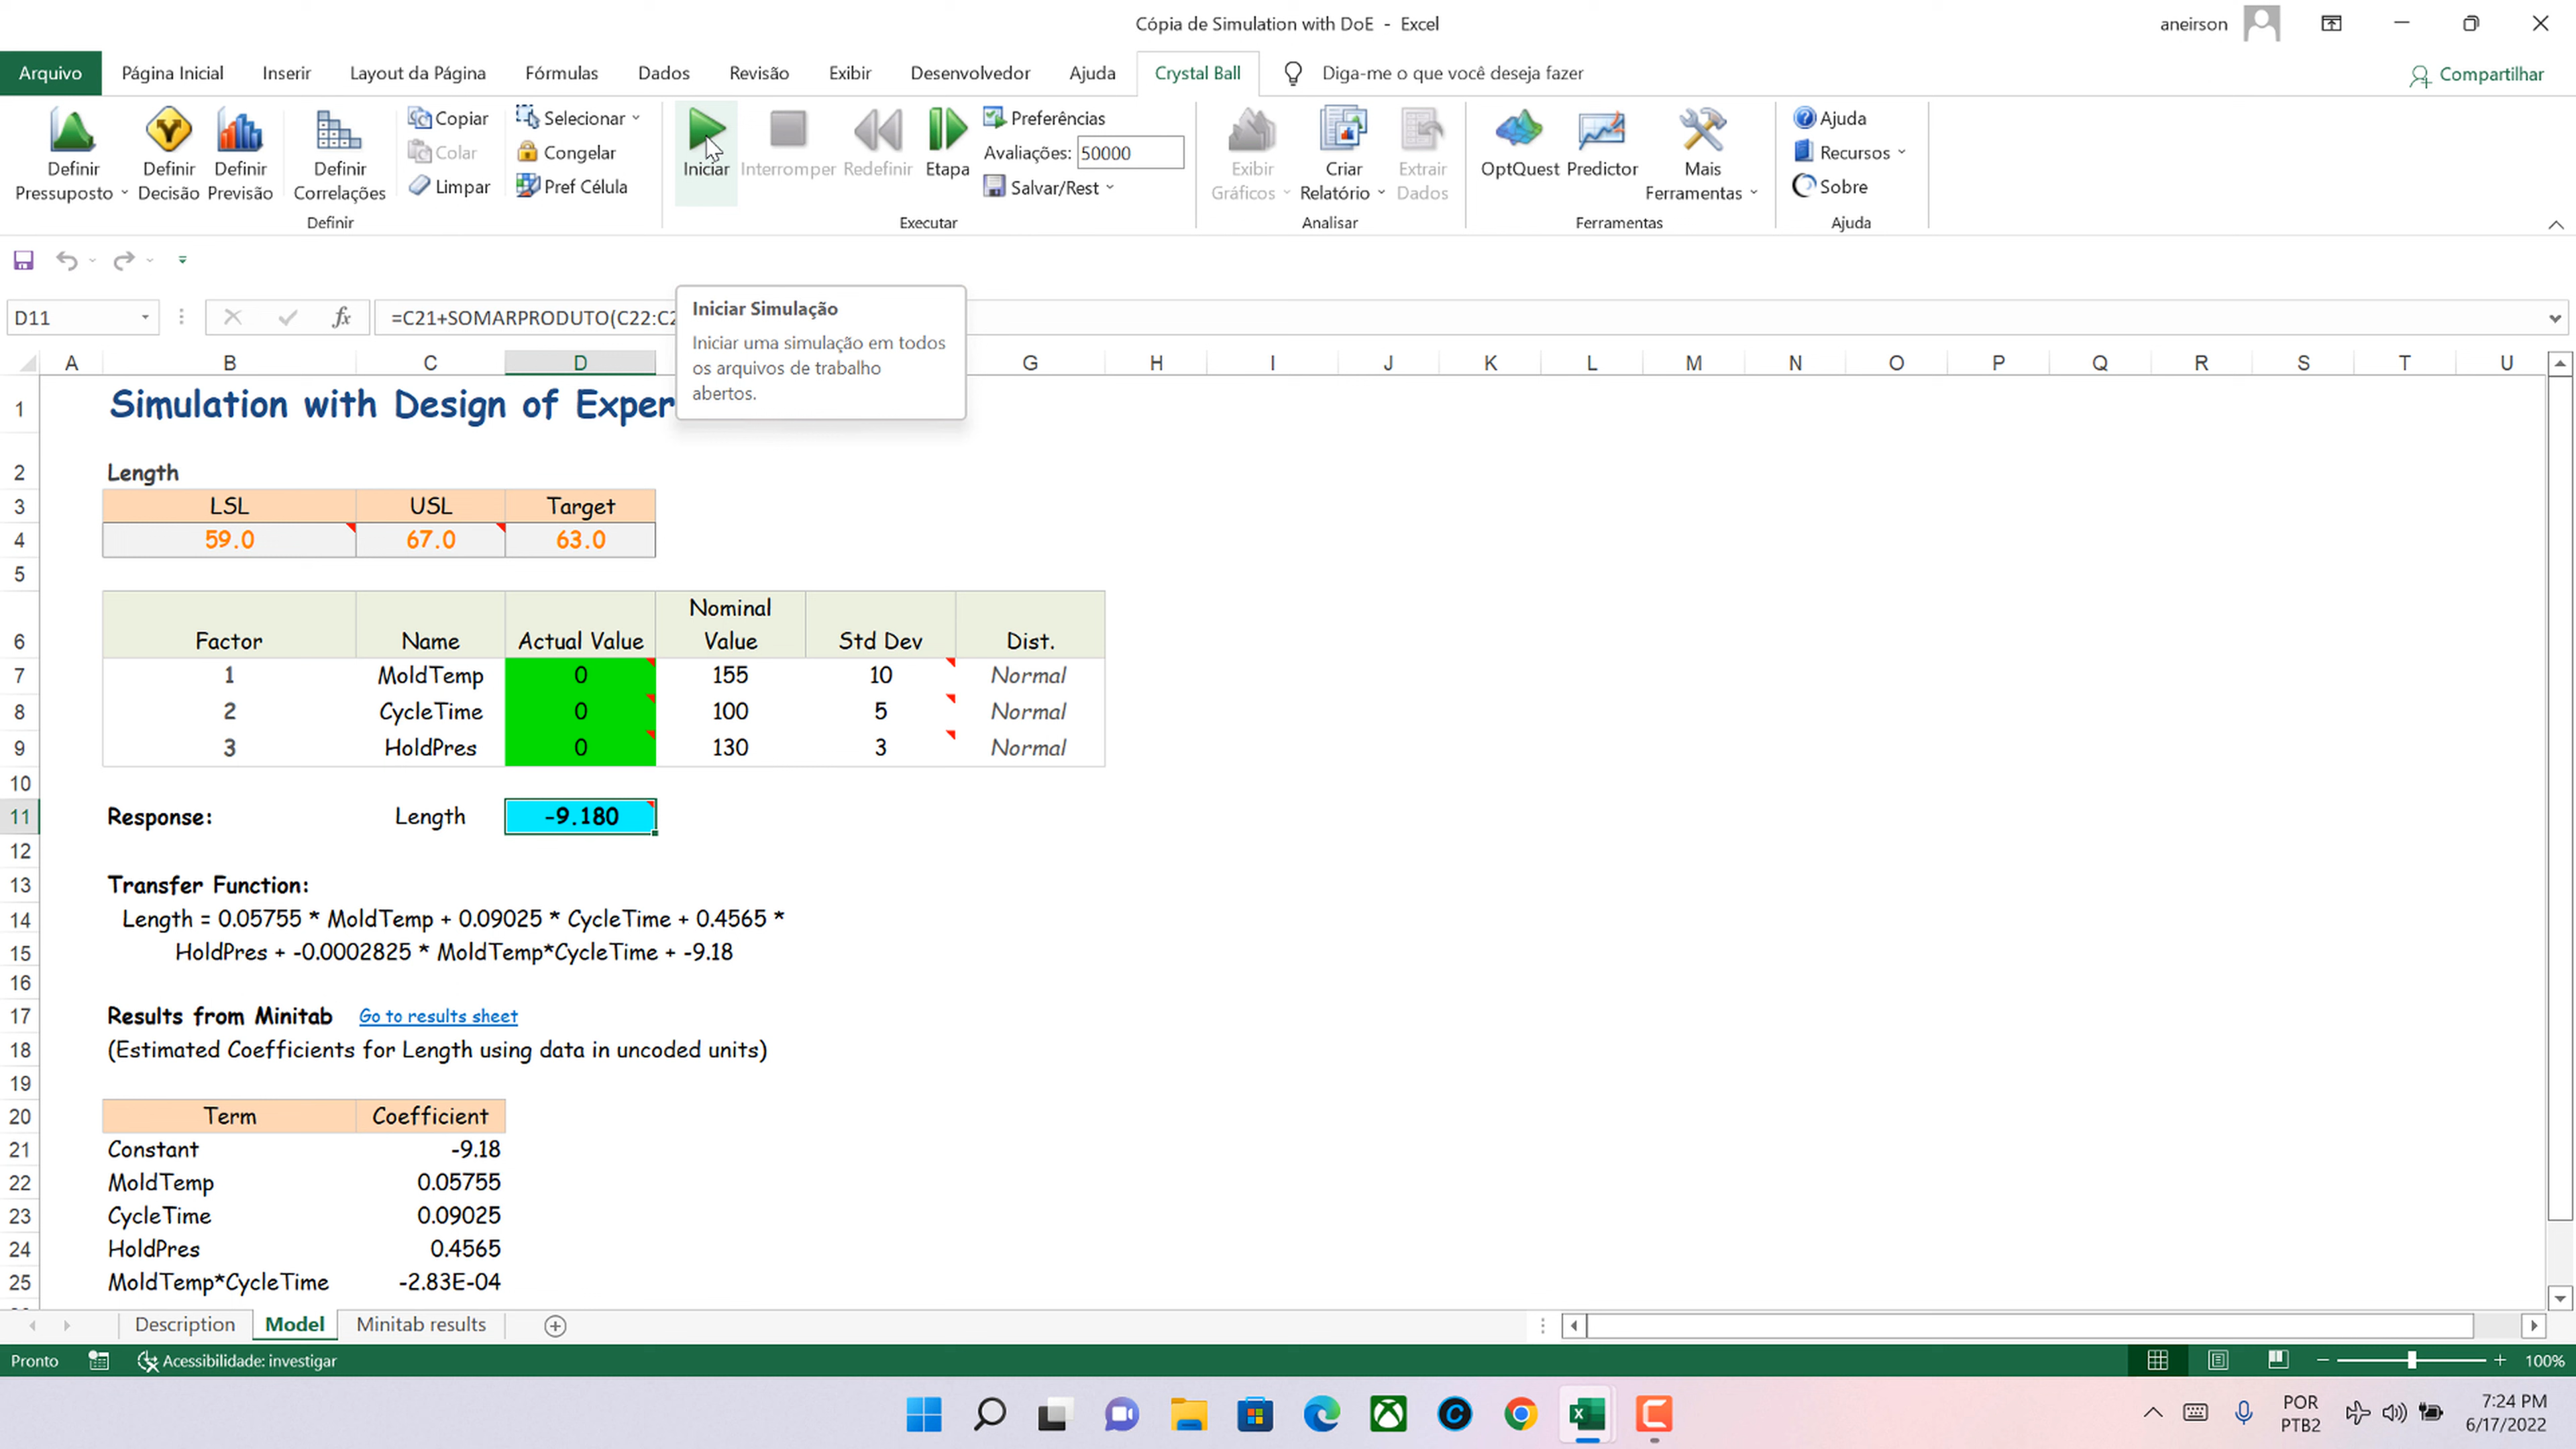 Cópia de Simulation with DoE - Excel
aneirson
Arquivo Página Inicial Inserir Layout da Página Fórmulas Dados Revisão Exibir Desenvolvedor Ajuda Crystal Ball Diga-me o que você deseja fazer Compartilhar
Definir Pressuposto
Definir Decisão
Definir Previsão
Definir Correlações
Copiar
Colar
Limpar
Selecionar
Congelar
Pref Célula
Definir
Iniciar
Interromper
Redefinir
Etapa
Preferências
Avaliações: 50000
Salvar/Rest
Executar
Exibir Gráficos
Criar Relatório
Extrair Dados
Analisar
OptQuest
Predictor
Mais Ferramentas
Ferramentas
Ajuda
Recursos
Sobre
Ajuda
D11 fx =C21+SOMARPRODUTO(C22:C2
Iniciar Simulação
Iniciar uma simulação em todos
os arquivos de trabalho
abertos.
A B C D G H I J K L M N O P Q R S T U
1 Simulation with Design of Exper
2 Length
3 LSL USL Target
4 59.0 67.0 63.0
5
6 Factor Name Actual Value Nominal Value Std Dev Dist.
7 1 MoldTemp 0 155 10 Normal
8 2 CycleTime 0 100 5 Normal
9 3 HoldPres 0 130 3 Normal
10
11 Response: Length -9.180
12
13 Transfer Function:
14 Length = 0.05755 * MoldTemp + 0.09025 * CycleTime + 0.4565 *
15 HoldPres + -0.0002825 * MoldTemp*CycleTime + -9.18
16
17 Results from Minitab Go to results sheet
18 (Estimated Coefficients for Length using data in uncoded units)
19
20 Term Coefficient
21 Constant -9.18
22 MoldTemp 0.05755
23 CycleTime 0.09025
24 HoldPres 0.4565
25 MoldTemp*CycleTime -2.83E-04
Description Model Minitab results
Pronto Acessibilidade: investigar 100%
POR
PTB2
7:24 PM
6/17/2022